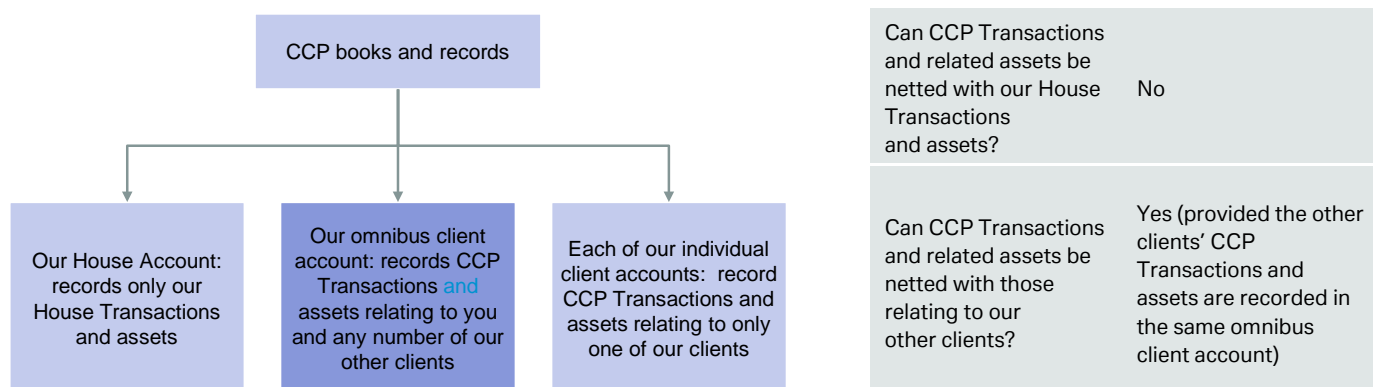 CCP books and records
Our House Account:
records only our
House Transactions
and assets
Our omnibus client
account: records CCP
Transactions and
assets relating to you
and any number of our
other clients
Each of our individual
client accounts: record
CCP Transactions and
assets relating to only
one of our clients
Can CCP Transactions
and related assets be
netted with our House
Transactions
and assets?
No
Can CCP Transactions
and related assets be
netted with those
relating to our
other clients?
Yes (provided the other
clients’ CCP
Transactions and
assets are recorded in
the same omnibus
client account)